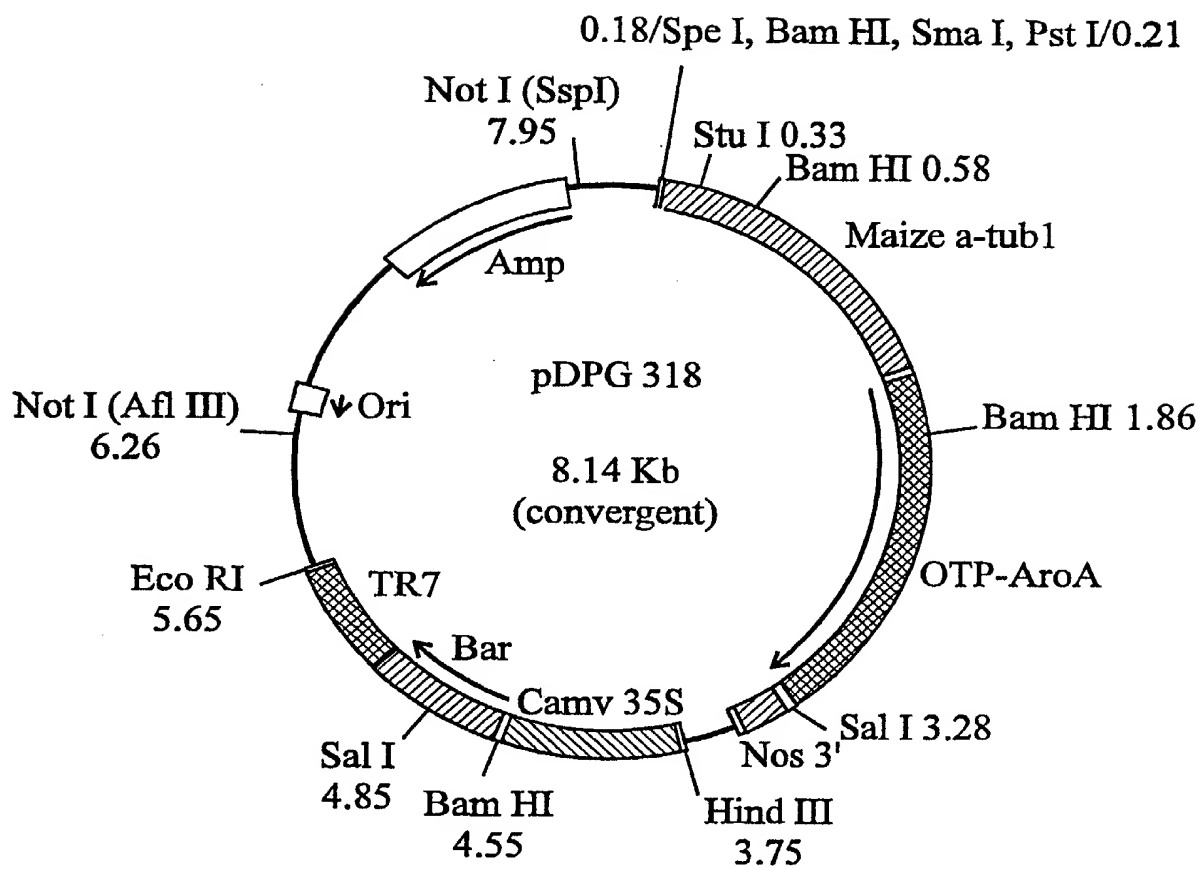 0.18/Spe I, Bam HI, Sma I, Pst I/0.21
Not I (SspI)
7.95
Stu I 0.33
Bam HI 0.58
Maize a-tub1
Amp
pDPG 318
Not I (Afl III)
6.26
Ori
Bam HI 1.86
8.14 Kb
(convergent)
Eco RI
5.65
TR7
OTP-AroA
Bar
Camv 35S
Sal I 3.28
Nos 3'
Sal I
4.85
Bam HI
4.55
Hind III
3.75